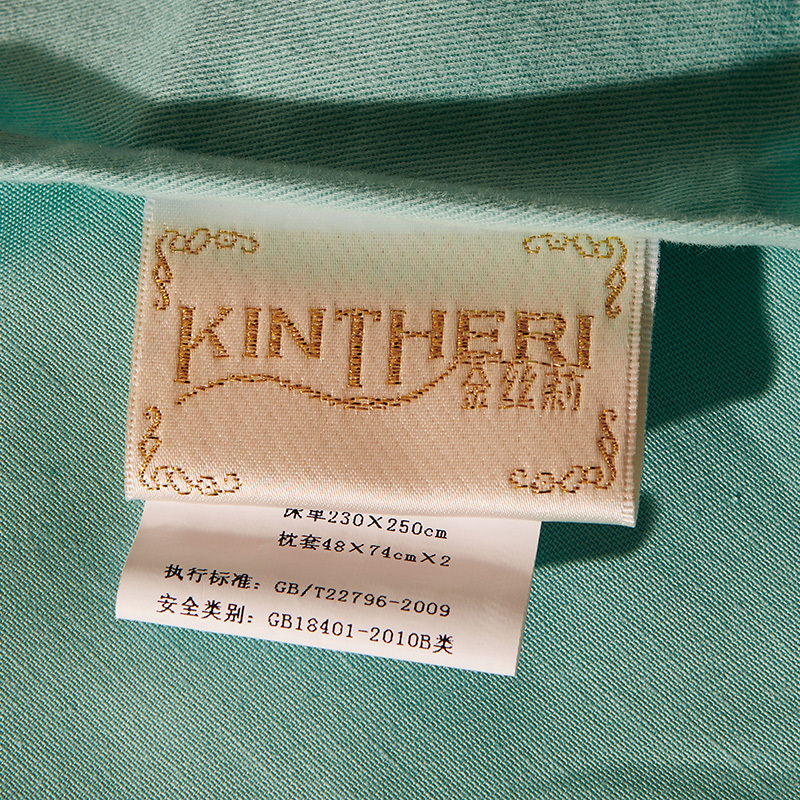 KINTHERI
金丝莉
床单230×250cm
枕套48×74cm×2
执行标准：GB/T22796-2009
安全类别：GB18401-2010B类